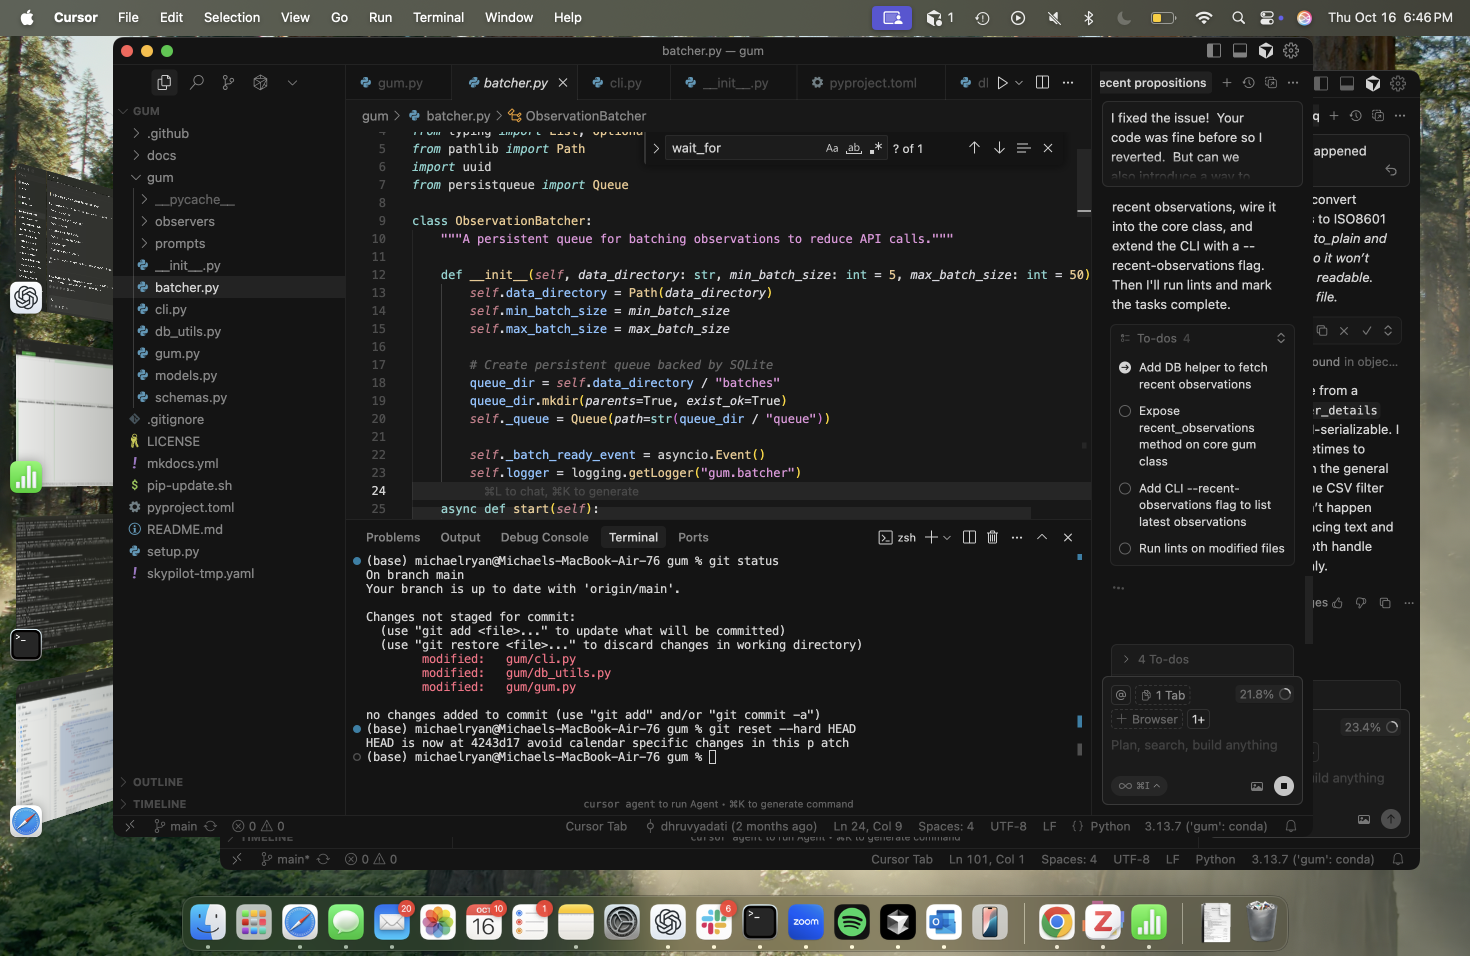 Cursor File Edit Selection View Go Run Terminal Window Help
1
Thu Oct 16 6:46 PM
batcher.py — gum
gum.py
batcher.py
cli.py
__init__.py
pyproject.toml
GUM
.github
docs
gum
__pycache__
observers
prompts
__init__.py
batcher.py
cli.py
db_utils.py
gum.py
models.py
schemas.py
.gitignore
LICENSE
mkdocs.yml
pip-update.sh
pyproject.toml
README.md
setup.py
skypilot-tmp.yaml
OUTLINE
TIMELINE
gum > batcher.py > ObservationBatcher
wait_for
Aa ab
? of 1
4 from typing import List, Optiona
5 from pathlib import Path
6 import uuid
7 from persistqueue import Queue
8
9 class ObservationBatcher:
10 """A persistent queue for batching observations to reduce API calls."""
11
12 def __init__(self, data_directory: str, min_batch_size: int = 5, max_batch_size: int = 50)
13 self.data_directory = Path(data_directory)
14 self.min_batch_size = min_batch_size
15 self.max_batch_size = max_batch_size
16
17 # Create persistent queue backed by SQLite
18 queue_dir = self.data_directory / "batches"
19 queue_dir.mkdir(parents=True, exist_ok=True)
20 self._queue = Queue(path=str(queue_dir / "queue"))
21
22 self._batch_ready_event = asyncio.Event()
23 self.logger = logging.getLogger("gum.batcher")
24 ⌘L to chat, ⌘K to generate
25 async def start(self):
Problems Output Debug Console Terminal Ports
zsh
(base) michaelryan@Michaels-MacBook-Air-76 gum % git status
On branch main
Your branch is up to date with 'origin/main'.
Changes not staged for commit:
(use "git add <file>..." to update what will be committed)
(use "git restore <file>..." to discard changes in working directory)
modified: gum/cli.py
modified: gum/db_utils.py
modified: gum/gum.py
no changes added to commit (use "git add" and/or "git commit -a")
(base) michaelryan@Michaels-MacBook-Air-76 gum % git reset --hard HEAD
HEAD is now at 4243d17 avoid calendar specific changes in this p atch
(base) michaelryan@Michaels-MacBook-Air-76 gum %
cursor agent to run Agent • ⌘K to generate command
ecent propositions
I fixed the issue! Your
code was fine before so I
reverted. But can we
also introduce a way to
recent observations, wire it
into the core class, and
extend the CLI with a --
recent-observations flag.
Then I'll run lints and mark
the tasks complete.
To-dos 4
Add DB helper to fetch
recent observations
Expose
recent_observations
method on core gum
class
Add CLI --recent-
observations flag to list
latest observations
Run lints on modified files
4 To-dos
@ 1 Tab 21.8%
Browser 1+
Plan, search, build anything
∞ ⌘I
appened
convert
s to ISO8601
to_plain and
o it won't
readable.
file.
ound in objec...
e from a
er_details
-serializable. I
etimes to
n the general
ne CSV filter
't happen
cing text and
oth handle
ly.
ges
23.4%
ild anything
main 0 0
Cursor Tab dhruvyadati (2 months ago) Ln 24, Col 9 Spaces: 4 UTF-8 LF {} Python 3.13.7 ('gum': conda)
TIMELINE
cursor agent to run Agent • ⌘K to generate command
main* 0 0
Cursor Tab Ln 101, Col 1 Spaces: 4 UTF-8 LF Python 3.13.7 ('gum': conda)
20
OCT 10
16
1
6
zoom
Z